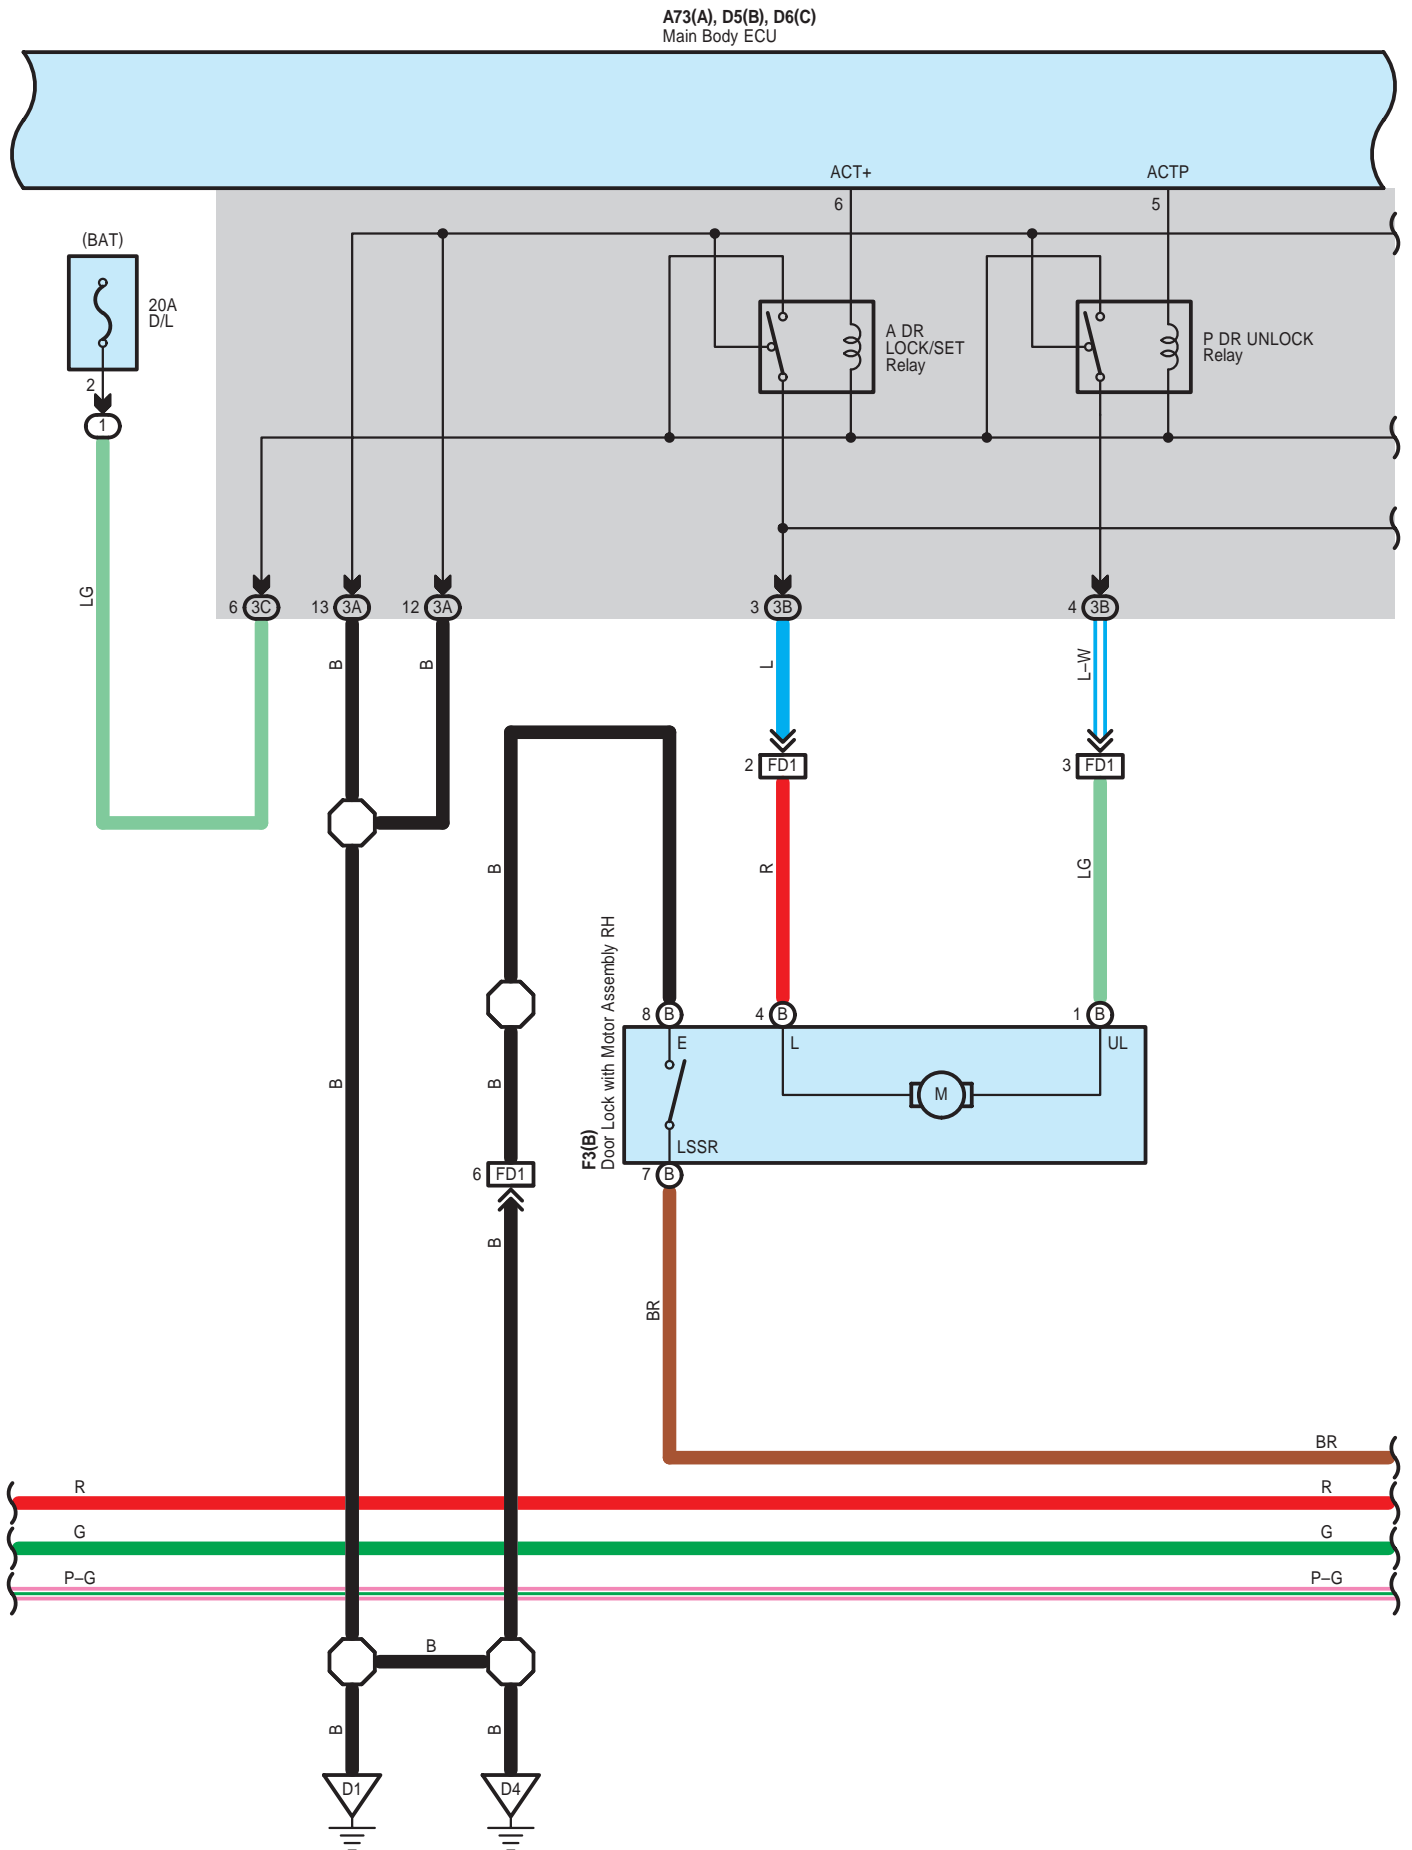 A73(A), D5(B), D6(C)
Main Body ECU
ACT+
ACTP
6
5
(BAT)
20A
D/L
A DR
LOCK/SET
Relay
P DR UNLOCK
Relay
2
1
LG
6 3C
13 3A
12 3A
3 3B
4 3B
B
B
L
L–W
2 FD1
3 FD1
B
R
LG
8 B
4 B
1 B
E
L
UL
M
LSSR
7 B
F3(B)
Door Lock with Motor Assembly RH
B
B
6 FD1
B
BR
BR
R
R
G
G
P–G
P–G
B
B
B
D1
D4